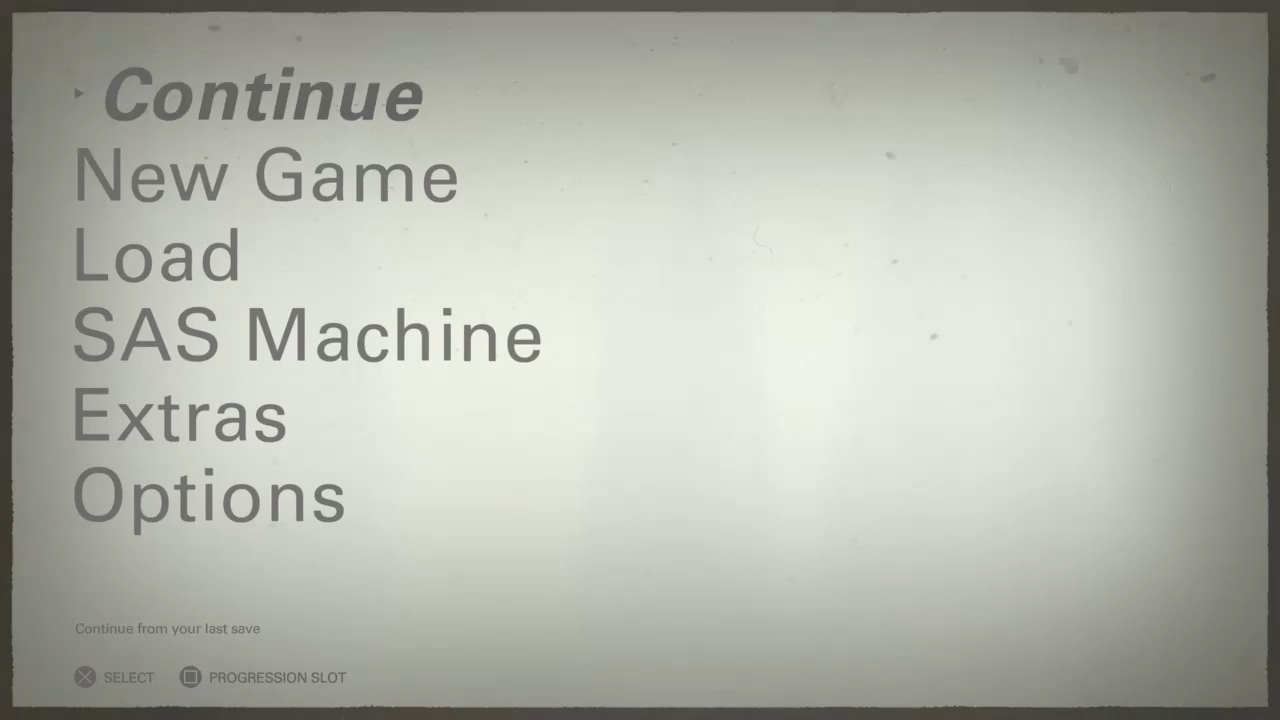 Continue
New Game
Load
SAS Machine
Extras
Options
Continue from your last save
SELECT PROGRESSION SLOT